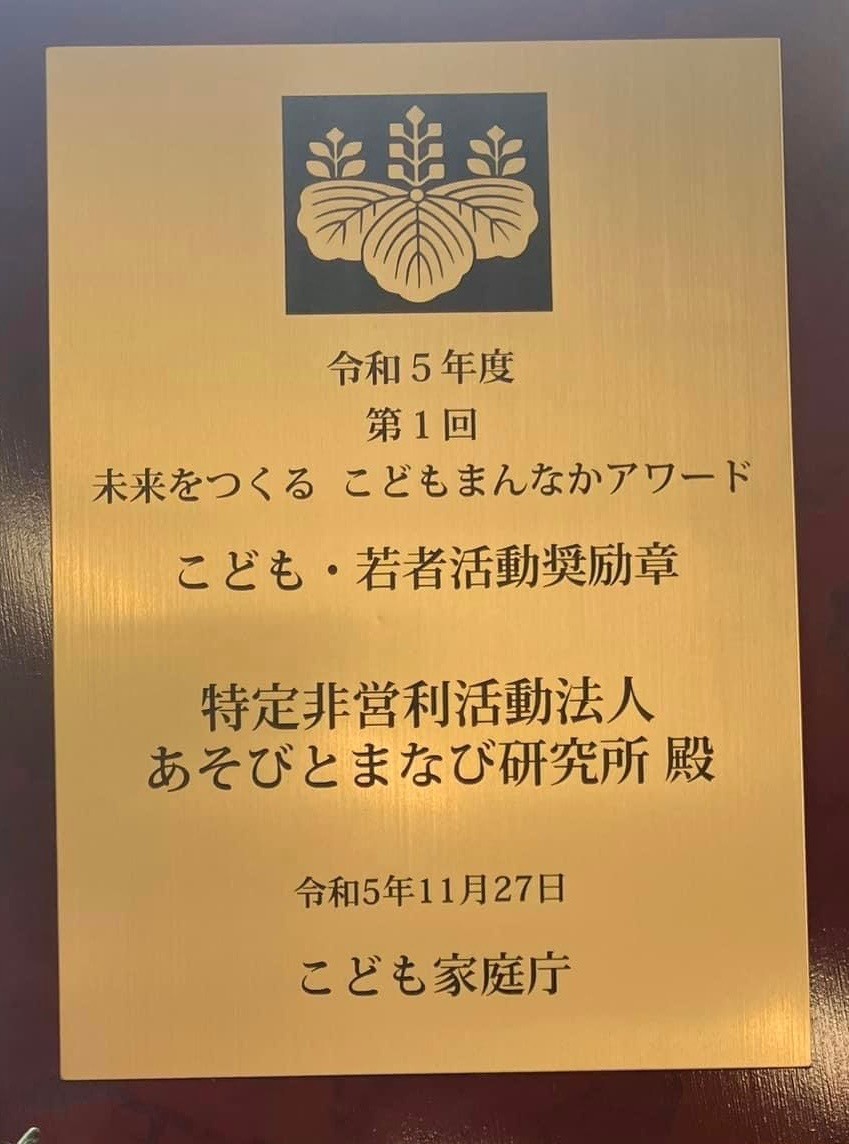 令和５年度
第１回
未来をつくる こどもまんなかアワード
こども・若者活動奨励章
特定非営利活動法人
あそびとまなび研究所 殿
令和5年11月27日
こども家庭庁